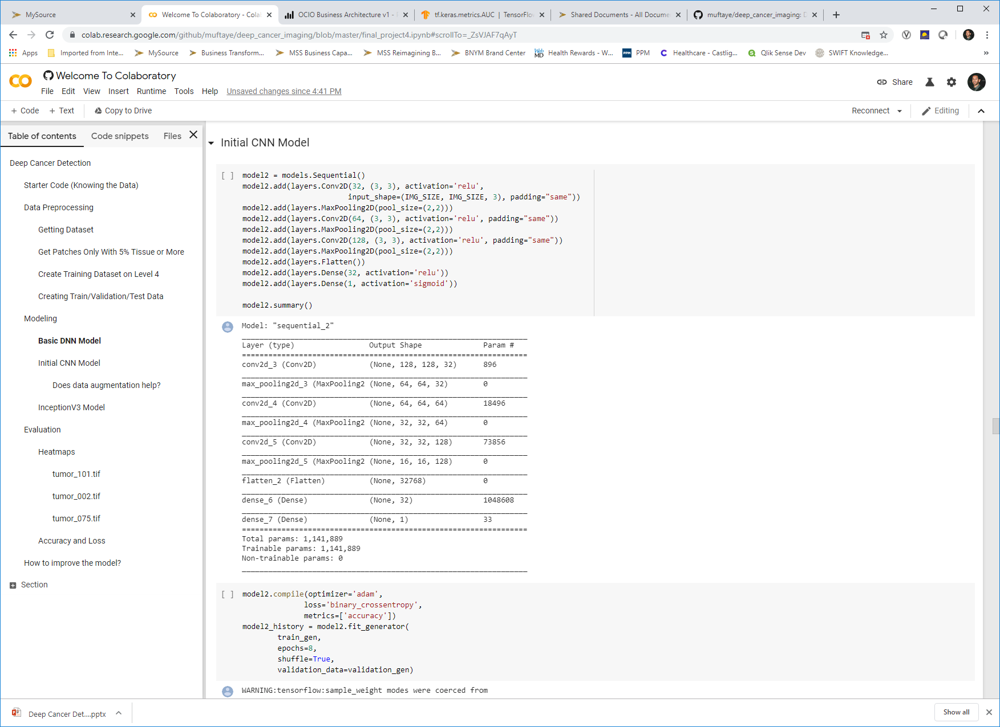 MySource
Welcome To Colaboratory - Cola
OCIO Business Architecture v1 -
tf.keras.metrics.AUC | TensorFlow
Shared Documents - All Docume
muftaye/deep_cancer_imaging: D
colab.research.google.com/github/muftaye/deep_cancer_imaging/blob/master/final_project4.ipynb#scrollTo=_ZsVJAF7qAyT
Apps
Imported from Inte...
MySource
Business Transform...
MSS Business Capa...
MSS Reimagining B...
BNYM Brand Center
Health Rewards - W...
PPM
PPM
Healthcare - Castlig...
Qlik Sense Dev
SWIFT Knowledge...
Welcome To Colaboratory
File Edit View Insert Runtime Tools Help Unsaved changes since 4:41 PM
Share
+ Code + Text Copy to Drive
Reconnect
Editing
Table of contents Code snippets Files
Deep Cancer Detection
Starter Code (Knowing the Data)
Data Preprocessing
Getting Dataset
Get Patches Only With 5% Tissue or More
Create Training Dataset on Level 4
Creating Train/Validation/Test Data
Modeling
Basic DNN Model
Initial CNN Model
Does data augmentation help?
InceptionV3 Model
Evaluation
Heatmaps
tumor_101.tif
tumor_002.tif
tumor_075.tif
Accuracy and Loss
How to improve the model?
Section
Initial CNN Model
[ ] model2 = models.Sequential()
model2.add(layers.Conv2D(32, (3, 3), activation='relu',
input_shape=(IMG_SIZE, IMG_SIZE, 3), padding="same"))
model2.add(layers.MaxPooling2D(pool_size=(2,2)))
model2.add(layers.Conv2D(64, (3, 3), activation='relu', padding="same"))
model2.add(layers.MaxPooling2D(pool_size=(2,2)))
model2.add(layers.Conv2D(128, (3, 3), activation='relu', padding="same"))
model2.add(layers.MaxPooling2D(pool_size=(2,2)))
model2.add(layers.Flatten())
model2.add(layers.Dense(32, activation='relu'))
model2.add(layers.Dense(1, activation='sigmoid'))
model2.summary()
Model: "sequential_2"
Layer (type) Output Shape Param #
conv2d_3 (Conv2D) (None, 128, 128, 32) 896
max_pooling2d_3 (MaxPooling2 (None, 64, 64, 32) 0
conv2d_4 (Conv2D) (None, 64, 64, 64) 18496
max_pooling2d_4 (MaxPooling2 (None, 32, 32, 64) 0
conv2d_5 (Conv2D) (None, 32, 32, 128) 73856
max_pooling2d_5 (MaxPooling2 (None, 16, 16, 128) 0
flatten_2 (Flatten) (None, 32768) 0
dense_6 (Dense) (None, 32) 1048608
dense_7 (Dense) (None, 1) 33
Total params: 1,141,889
Trainable params: 1,141,889
Non-trainable params: 0
[ ] model2.compile(optimizer='adam',
loss='binary_crossentropy',
metrics=['accuracy'])
model2_history = model2.fit_generator(
train_gen,
epochs=8,
shuffle=True,
validation_data=validation_gen)
WARNING:tensorflow:sample_weight modes were coerced from
Deep Cancer Det....pptx
Show all